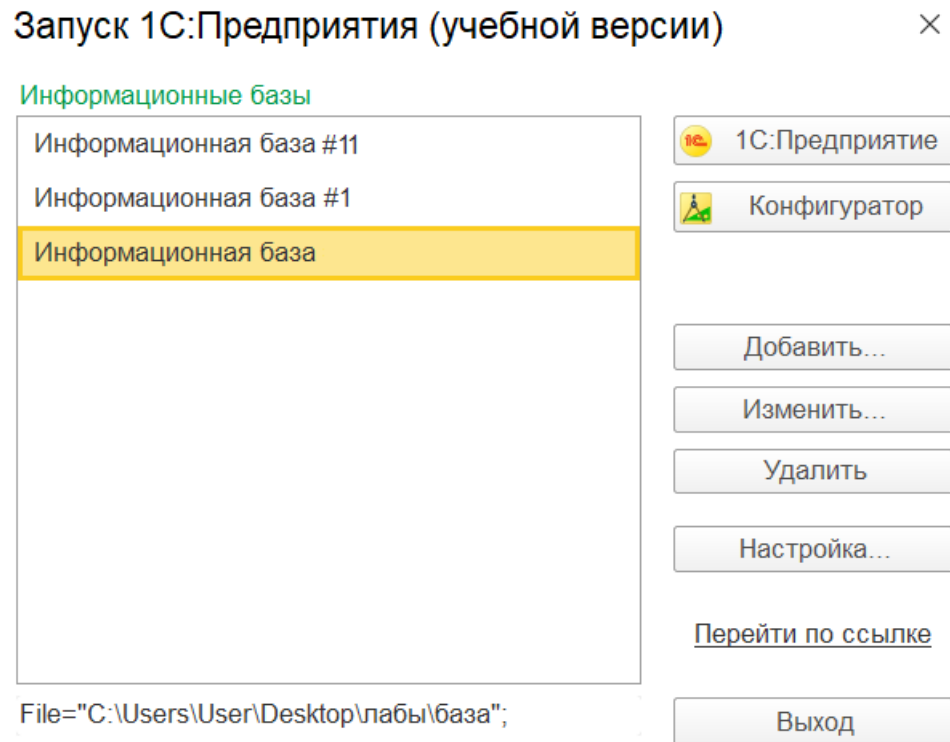 Запуск 1С:Предприятия (учебной версии)
Информационные базы
Информационная база #11
Информационная база #1
Информационная база
File="C:\Users\User\Desktop\лабы\база";
1С 1С:Предприятие
Конфигуратор
Добавить...
Изменить...
Удалить
Настройка...
Перейти по ссылке
Выход